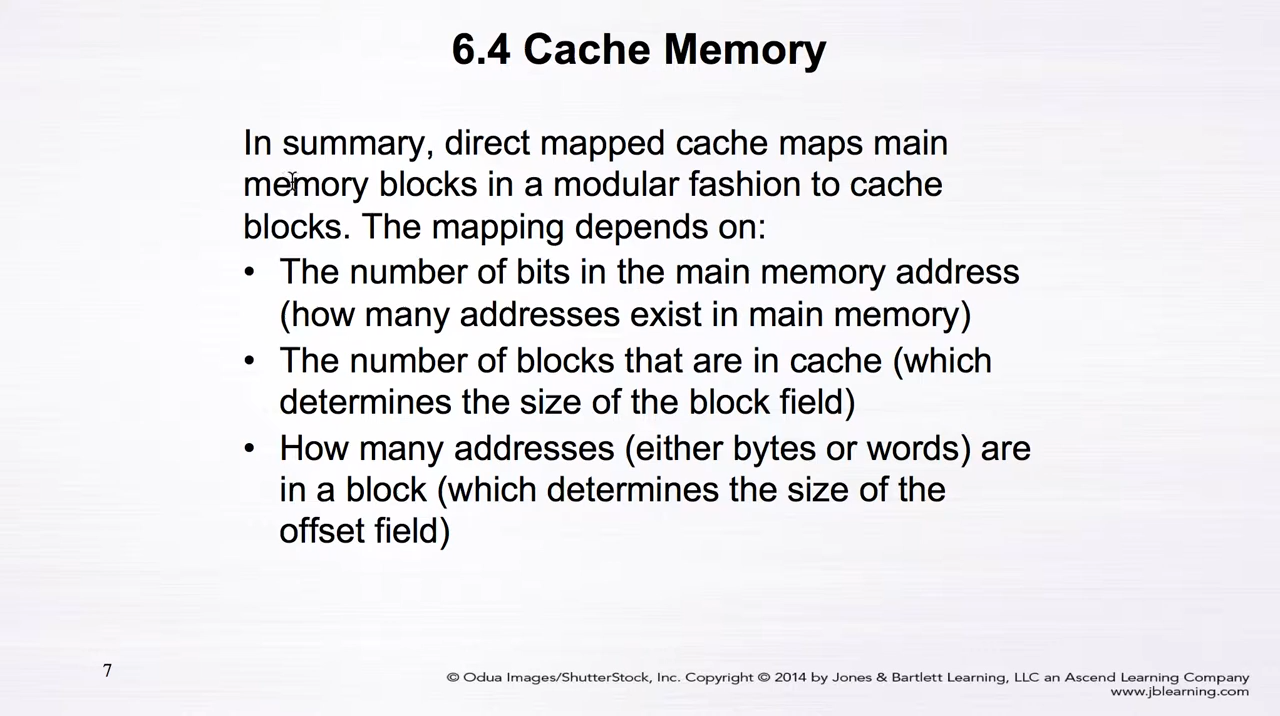 6.4 Cache Memory
In summary, direct mapped cache maps main
memory blocks in a modular fashion to cache
blocks. The mapping depends on:
• The number of bits in the main memory address
(how many addresses exist in main memory)
• The number of blocks that are in cache (which
determines the size of the block field)
• How many addresses (either bytes or words) are
in a block (which determines the size of the
offset field)
7
© Odua Images/ShutterStock, Inc. Copyright © 2014 by Jones & Bartlett Learning, LLC an Ascend Learning Company
www.jblearning.com